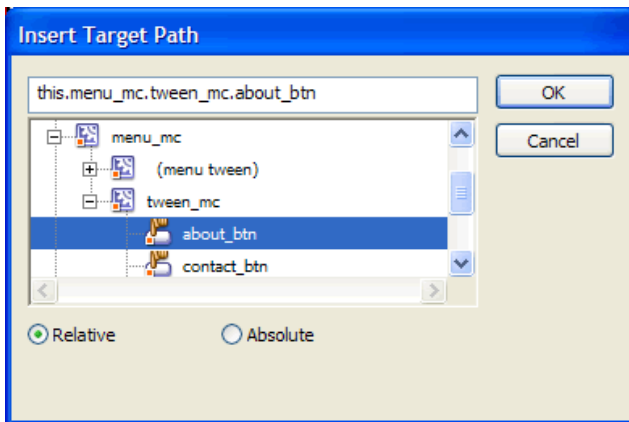 Insert Target Path
this.menu_mc.tween_mc.about_btn
OK
menu_mc
Cancel
(menu tween)
tween_mc
about_btn
contact_btn
Relative
Absolute